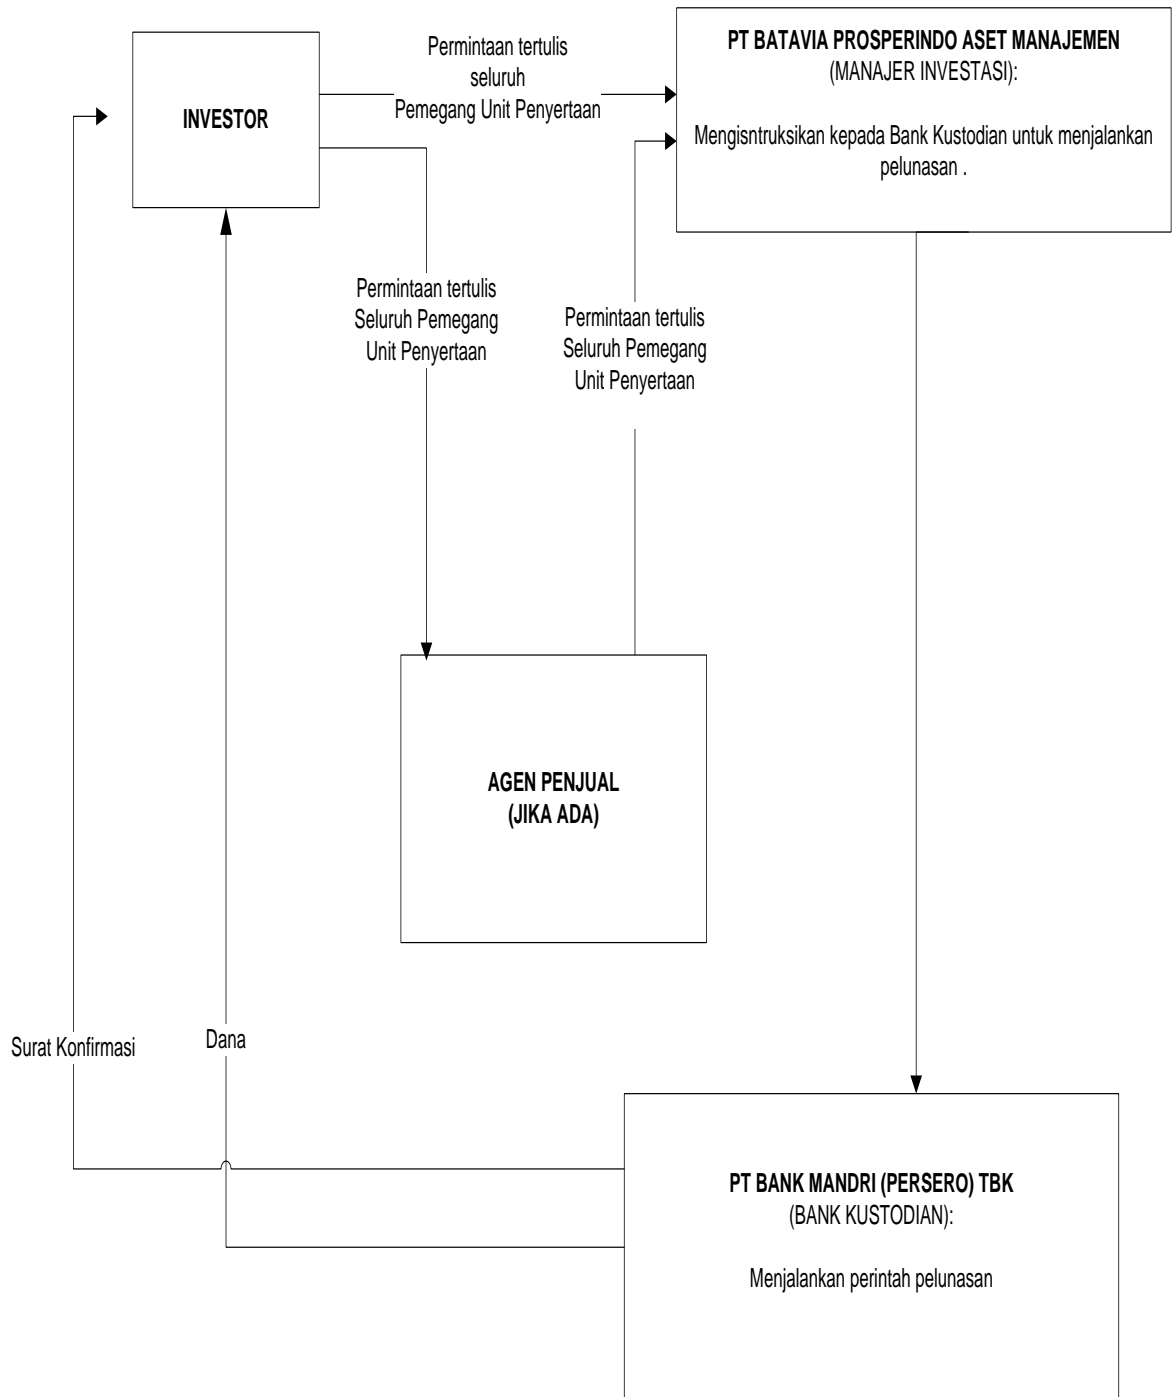 INVESTOR
Permintaan tertulis
seluruh
Pemegang Unit Penyertaan
PT BATAVIA PROSPERINDO ASET MANAJEMEN
(MANAJER INVESTASI):
Mengisntruksikan kepada Bank Kustodian untuk menjalankan
pelunasan .
Permintaan tertulis
Seluruh Pemegang
Unit Penyertaan
Permintaan tertulis
Seluruh Pemegang
Unit Penyertaan
AGEN PENJUAL
(JIKA ADA)
Surat Konfirmasi
Dana
PT BANK MANDRI (PERSERO) TBK
(BANK KUSTODIAN):
Menjalankan perintah pelunasan